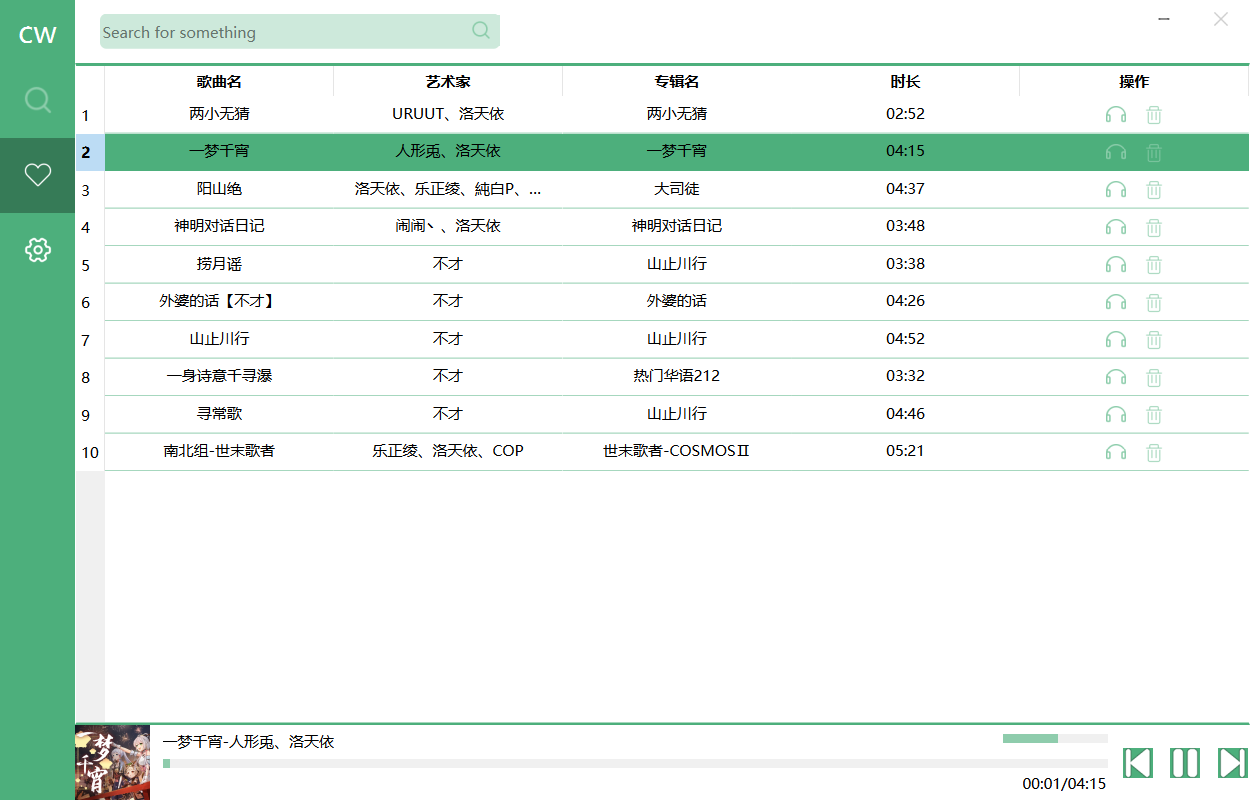 CW
Search for something
歌曲名 艺术家 专辑名 时长 操作
1 两小无猜 URUUT、洛天依 两小无猜 02:52
2 一梦千宵 人形兎、洛天依 一梦千宵 04:15
3 阳山绝 洛天依、乐正绫、純白P、... 大司徒 04:37
4 神明对话日记 闹闹丶、洛天依 神明对话日记 03:48
5 捞月谣 不才 山止川行 03:38
6 外婆的话【不才】 不才 外婆的话 04:26
7 山止川行 不才 山止川行 04:52
8 一身诗意千寻瀑 不才 热门华语212 03:32
9 寻常歌 不才 山止川行 04:46
10 南北组-世末歌者 乐正绫、洛天依、COP 世末歌者-COSMOSⅡ 05:21
一梦千宵
一梦千宵-人形兎、洛天依
00:01/04:15